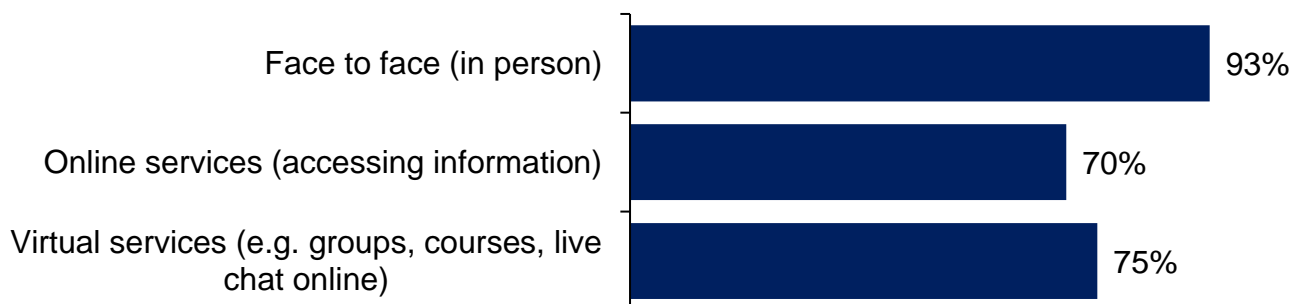 Face to face (in person)
93%
Online services (accessing information)
70%
Virtual services (e.g. groups, courses, live
chat online)
75%